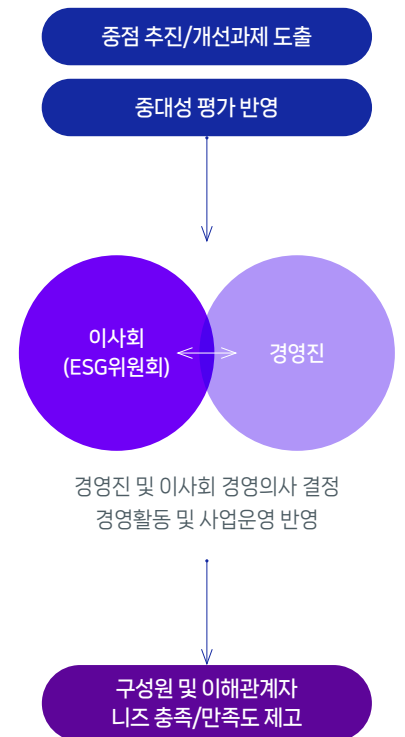 중점 추진/개선과제 도출
중대성 평가 반영
이사회
(ESG위원회)
경영진
경영진 및 이사회 경영의사 결정
경영활동 및 사업운영 반영
구성원 및 이해관계자
니즈 충족/만족도 제고